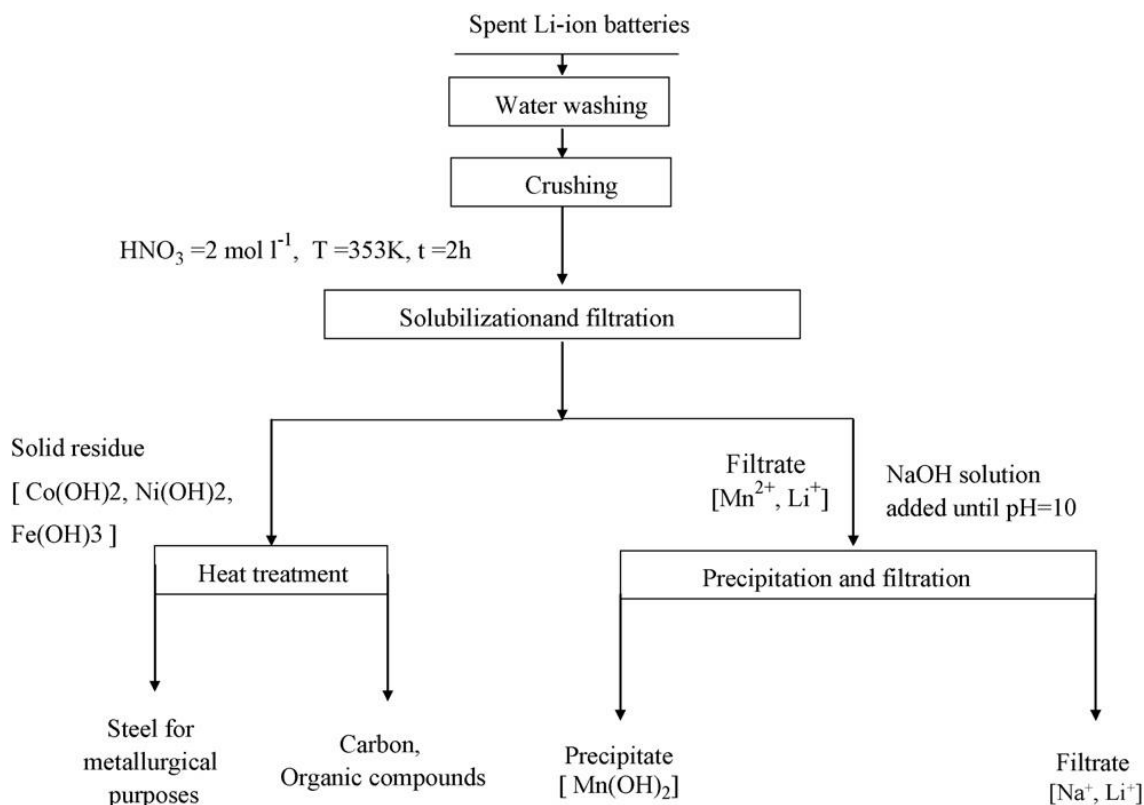 Spent Li-ion batteries
Water washing
Crushing
HNO₃ =2 mol l⁻¹, T =353K, t =2h
Solubilizationand filtration
Solid residue
[ Co(OH)2, Ni(OH)2,
Fe(OH)3 ]
Filtrate
[Mn²⁺, Li⁺]
NaOH solution
added until pH=10
Heat treatment
Precipitation and filtration
Steel for
metallurgical
purposes
Carbon,
Organic compounds
Precipitate
[ Mn(OH)₂]
Filtrate
[Na⁺, Li⁺]